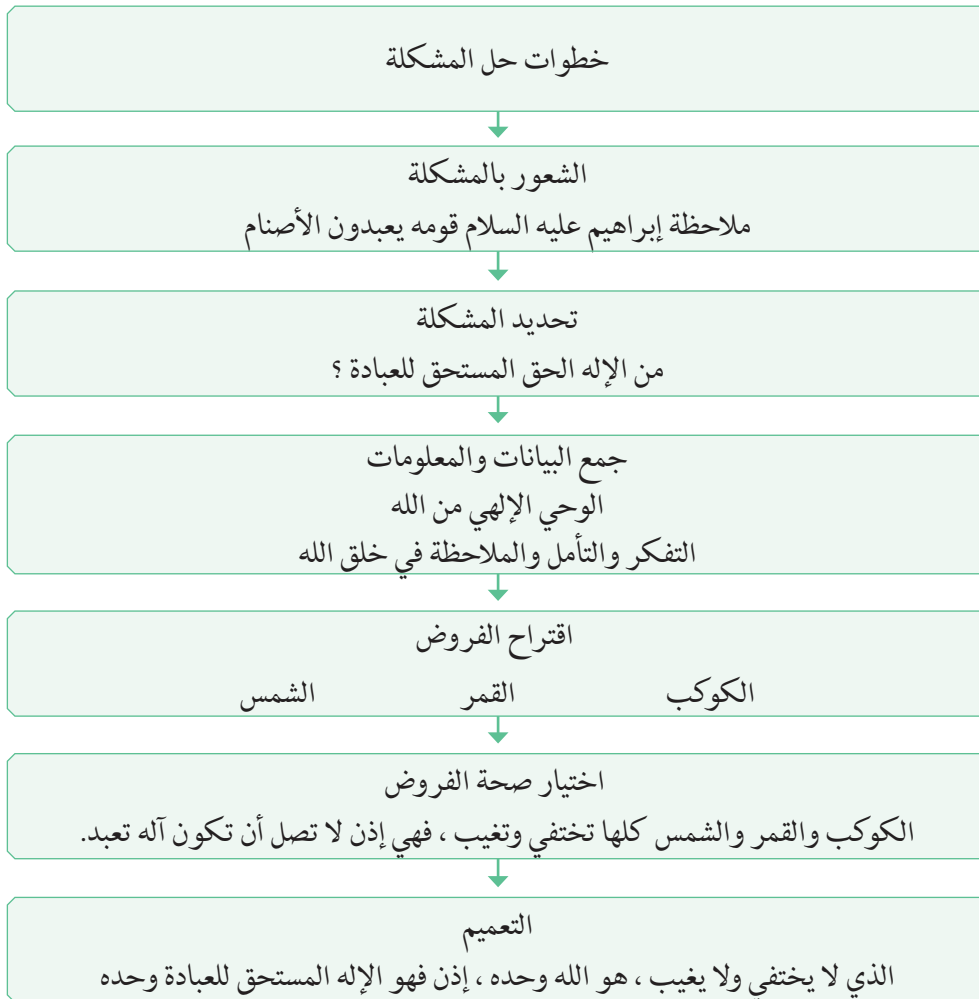 خطوات حل المشكلة
الشعور بالمشكلة
ملاحظة إبراهيم عليه السلام قومه يعبدون الأصنام
تحديد المشكلة
من الإله الحق المستحق للعبادة ؟
جمع البيانات والمعلومات
الوحي الإلهي من الله
التفكر والتأمل والملاحظة في خلق الله
اقتراح الفروض
الكوكب القمر الشمس
اختيار صحة الفروض
الكوكب والقمر والشمس كلها تختفي وتغيب ، فهي إذن لا تصل أن تكون آله تعبد.
التعميم
الذي لا يختفي ولا يغيب ، هو الله وحده ، إذن فهو الإله المستحق للعبادة وحده